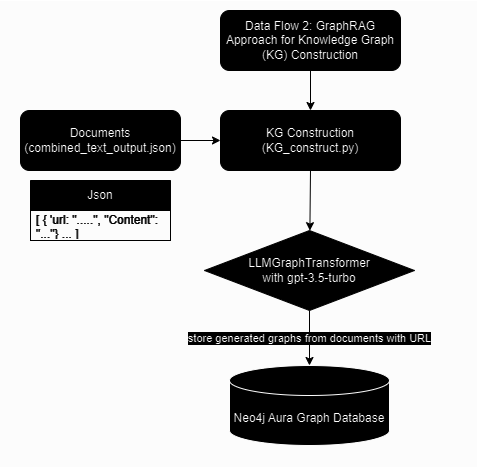 Data Flow 2: GraphRAG
Approach for Knowledge Graph
(KG) Construction
Documents
(combined_text_output.json)
KG Construction
(KG_construct.py)
Json
[ { 'url: ".....", "Content":
"..."} ... ]
LLMGraphTransformer
with gpt-3.5-turbo
store generated graphs from documents with URL
Neo4j Aura Graph Database